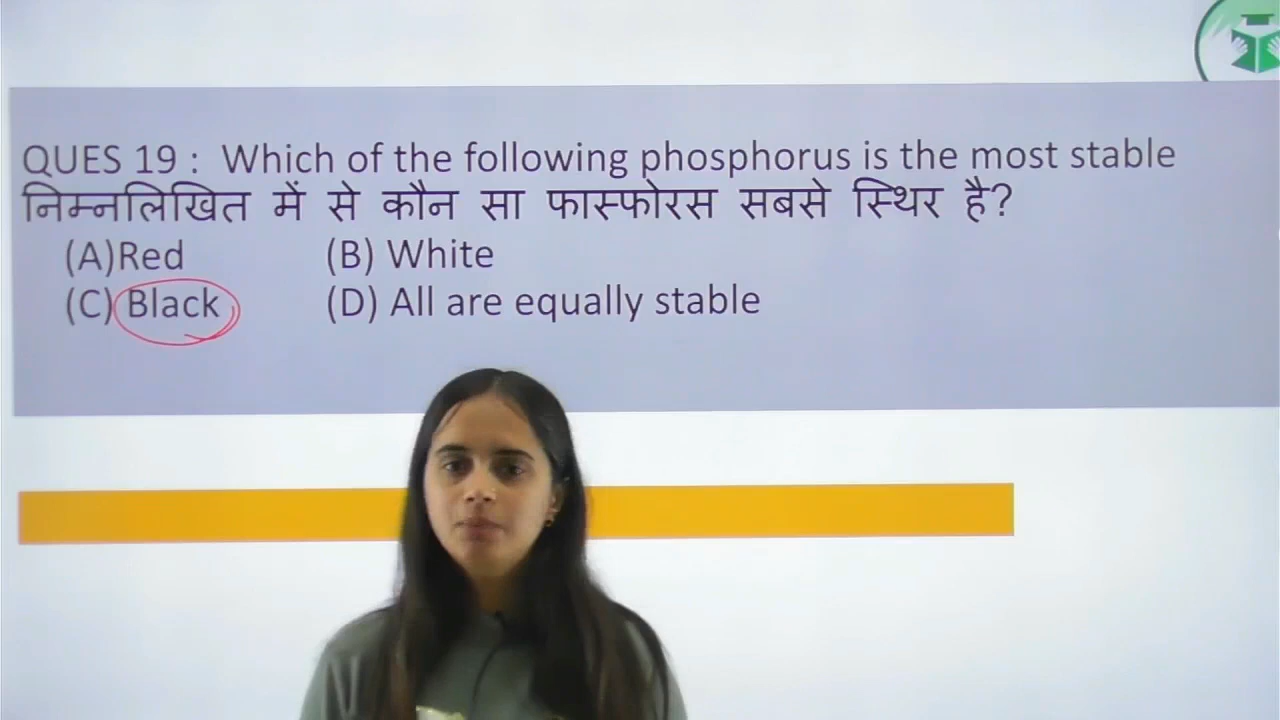 QUES 19 : Which of the following phosphorus is the most stable
निम्नलिखित में से कौन सा फास्फोरस सबसे स्थिर है?
(A)Red (B) White
(C) Black (D) All are equally stable